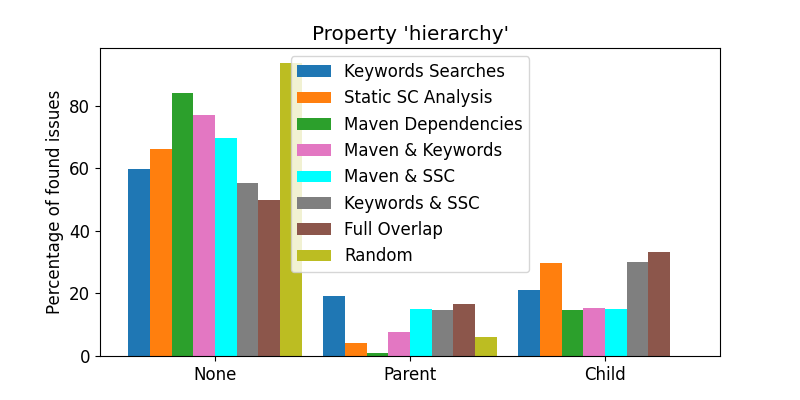 Property 'hierarchy'
Percentage of found issues
80
60
40
20
0
Keywords Searches
Static SC Analysis
Maven Dependencies
Maven & Keywords
Maven & SSC
Keywords & SSC
Full Overlap
Random
None
Parent
Child